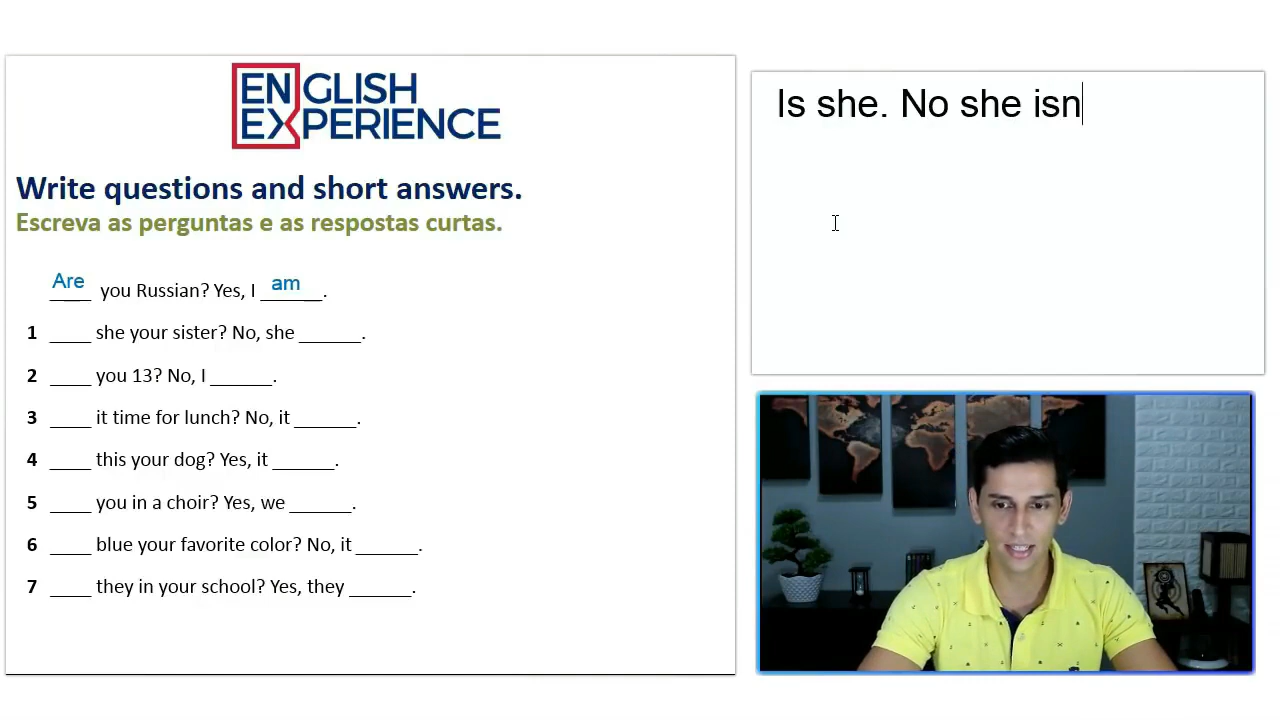 ENGLISH
EXPERIENCE
Write questions and short answers.
Escreva as perguntas e as respostas curtas.
Are you Russian? Yes, I am.
1 ____ she your sister? No, she ______.
2 ____ you 13? No, I ______.
3 ____ it time for lunch? No, it ______.
4 ____ this your dog? Yes, it ______.
5 ____ you in a choir? Yes, we ______.
6 ____ blue your favorite color? No, it ______.
7 ____ they in your school? Yes, they ______.
Is she. No she isn